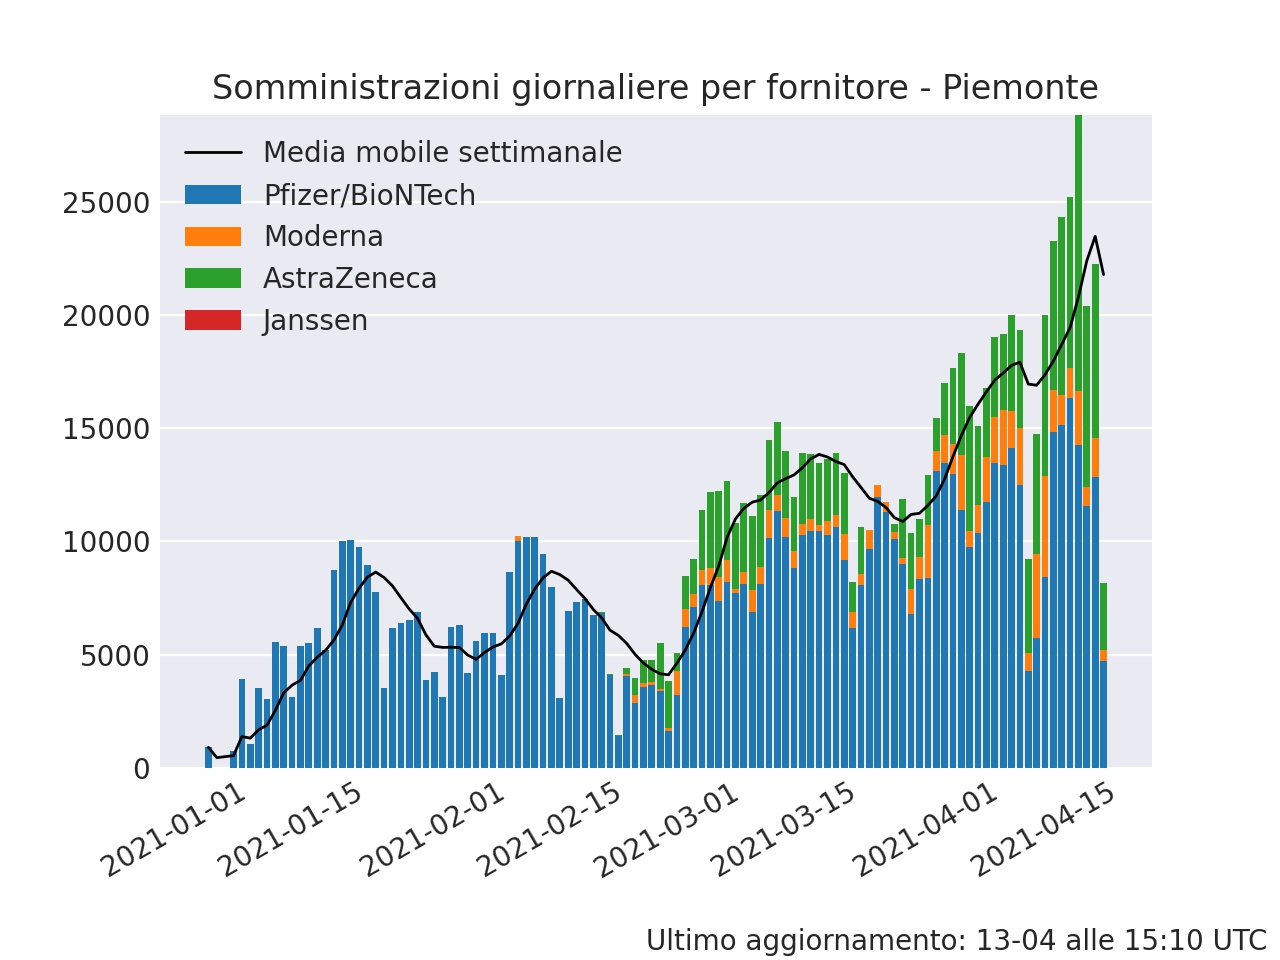 Somministrazioni giornaliere per fornitore - Piemonte
Media mobile settimanale
Pfizer/BioNTech
Moderna
AstraZeneca
Janssen
25000
20000
15000
10000
5000
0
2021-01-01
2021-01-15
2021-02-01
2021-02-15
2021-03-01
2021-03-15
2021-04-01
2021-04-15
Ultimo aggiornamento: 13-04 alle 15:10 UTC